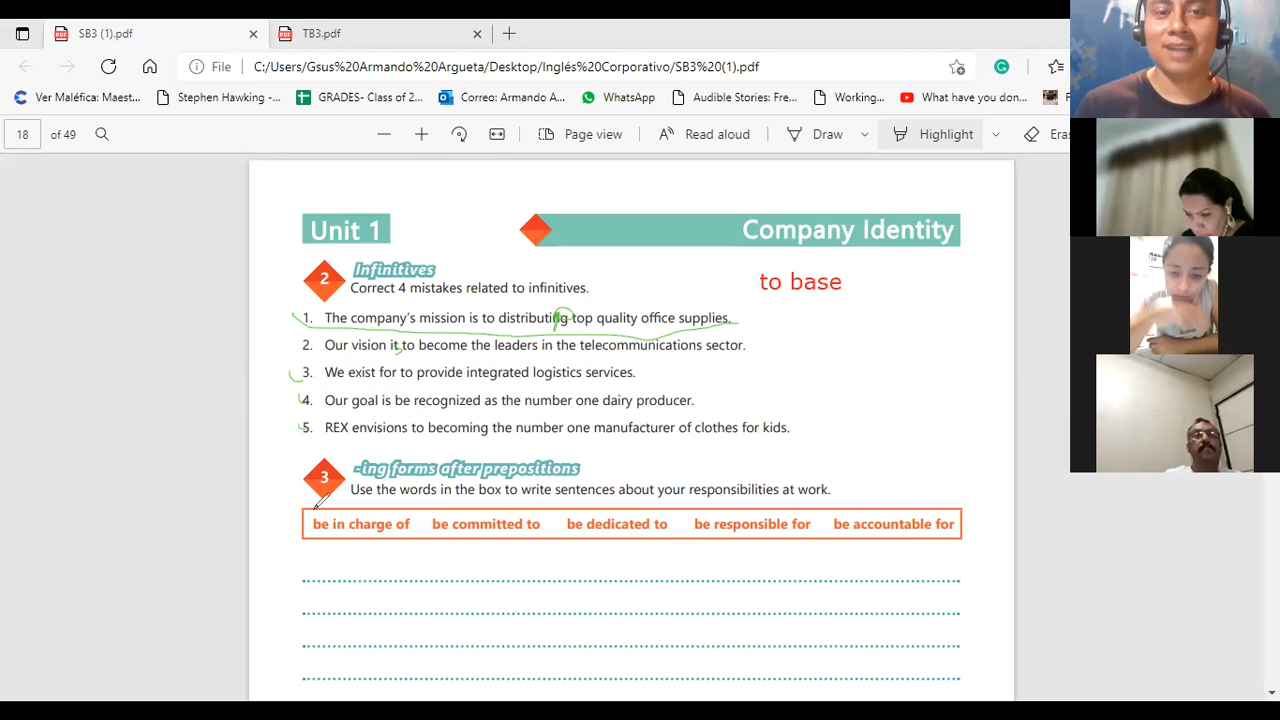 SB3 (1).pdf
TB3.pdf
File
C:/Users/Gsus%20Armando%20Argueta/Desktop/Inglés%20Corporativo/SB3%20(1).pdf
Ver Maléfica: Maest...
Stephen Hawking -...
GRADES- Class of 2...
Correo: Armando A...
WhatsApp
Audible Stories: Fre...
Working...
What have you don...
18 of 49
Page view
Read aloud
Draw
Highlight
Eras
Unit 1
Company Identity
2
Infinitives
Correct 4 mistakes related to infinitives.
to base
1. The company's mission is to distributing top quality office supplies.
2. Our vision is to become the leaders in the telecommunications sector.
3. We exist for to provide integrated logistics services.
4. Our goal is be recognized as the number one dairy producer.
5. REX envisions to becoming the number one manufacturer of clothes for kids.
3
-ing forms after prepositions
Use the words in the box to write sentences about your responsibilities at work.
be in charge of be committed to be dedicated to be responsible for be accountable for